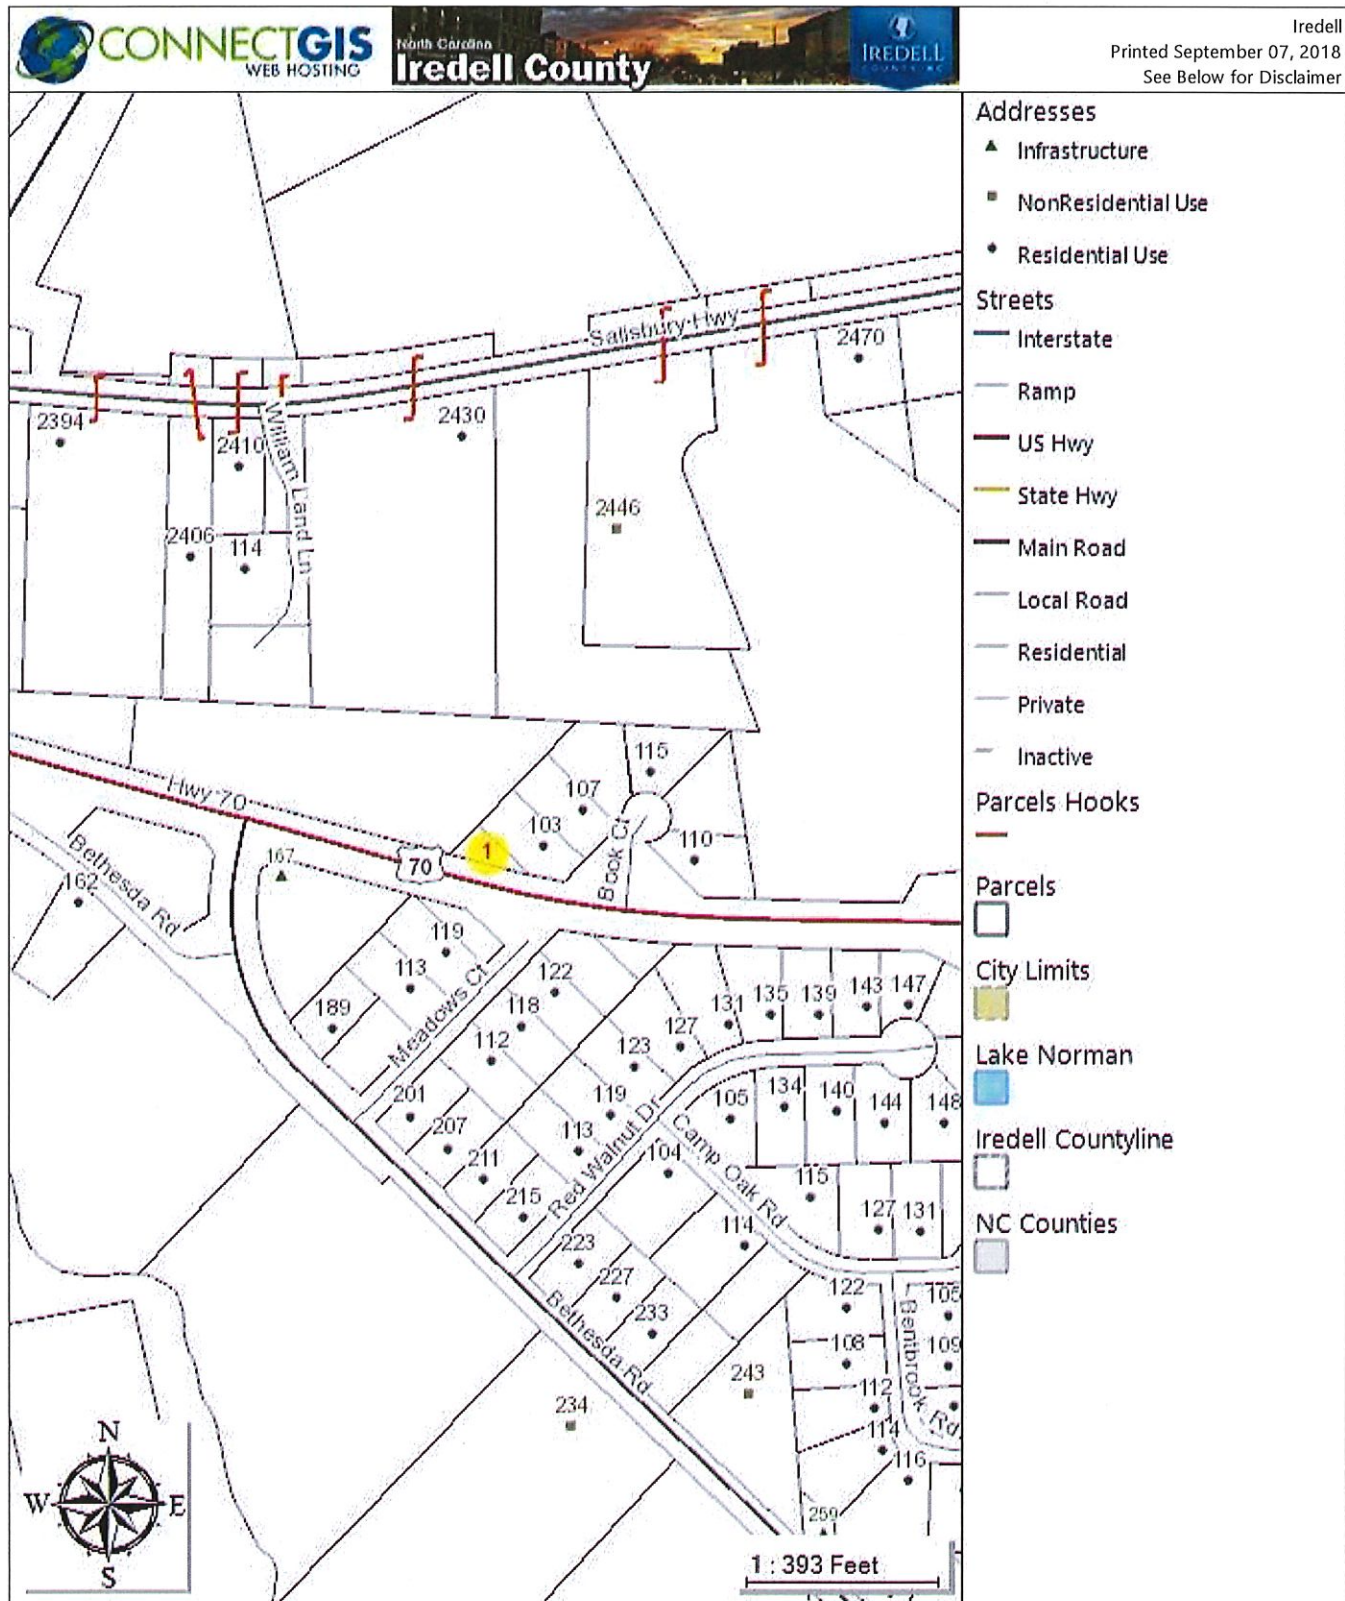 CONNECTGIS
WEB HOSTING
North Carolina
Iredell County
IREDELL
COUNTY NC
Iredell
Printed September 07, 2018
See Below for Disclaimer
Addresses
Infrastructure
NonResidential Use
Residential Use
Streets
Interstate
Ramp
US Hwy
State Hwy
Main Road
Local Road
Residential
Private
Inactive
Parcels Hooks
Parcels
City Limits
Lake Norman
Iredell Countyline
NC Counties
Salisbury Hwy
2470
2394
2430
2410
William Land Ln
2446
2406
114
115
Hwy 70
107
103
Book Ct
110
1
70
167
Bethesda Rd
162
119
113
189
Meadows Ct
122
118
112
131
135
139
143
147
127
123
201
207
211
215
119
113
Red Walnut Dr
105
134
140
144
148
104
Camp Oak Rd
115
127
131
114
223
227
233
Bethesda Rd
122
108
112
114
116
Bentbrook Rd
105
109
243
234
259
N
W
E
S
1 : 393 Feet